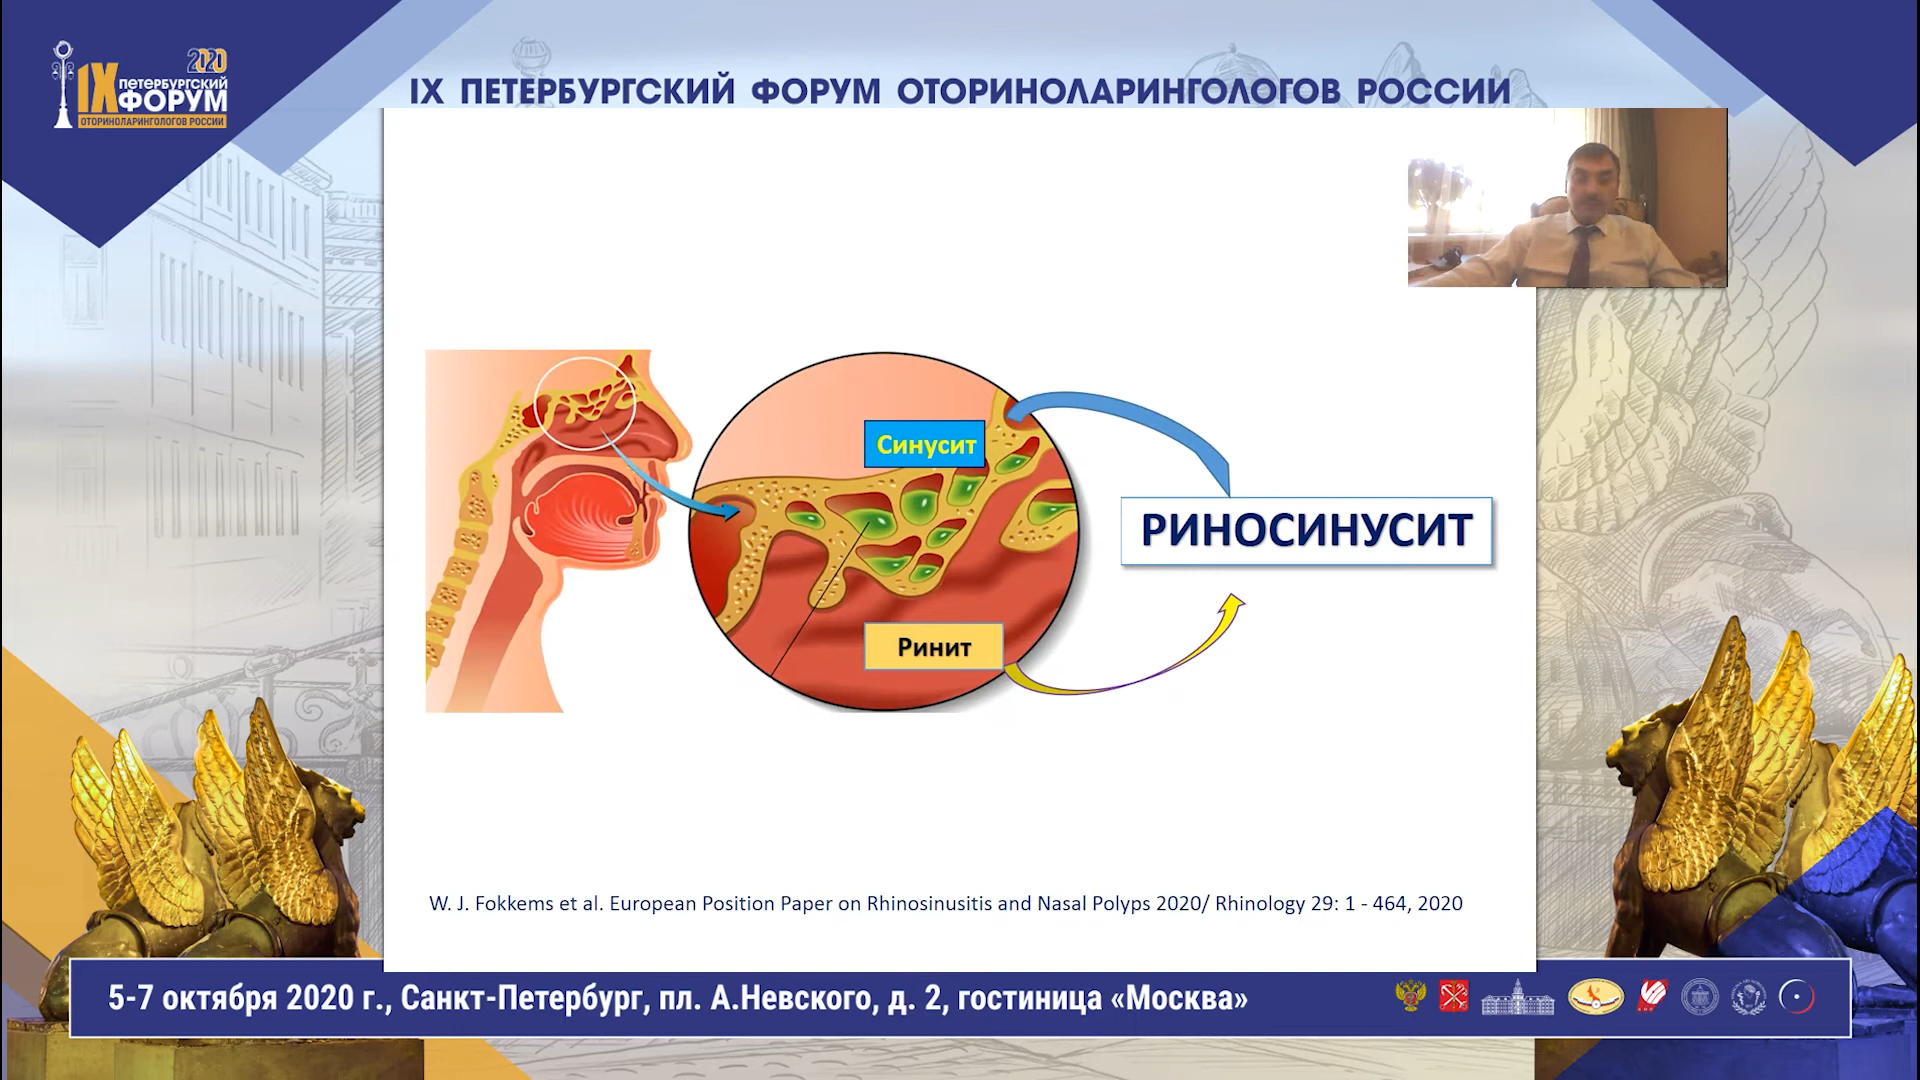 2020
IX ПЕТЕРБУРГСКИЙ
ФОРУМ
ОТОРИНОЛАРИНГОЛОГОВ РОССИИ
IX ПЕТЕРБУРГСКИЙ ФОРУМ ОТОРИНОЛАРИНГОЛОГОВ РОССИИ
Синусит
РИНОСИНУСИТ
Ринит
W. J. Fokkems et al. European Position Paper on Rhinosinusitis and Nasal Polyps 2020/ Rhinology 29: 1 - 464, 2020
5-7 октября 2020 г., Санкт-Петербург, пл. А.Невского, д. 2, гостиница «Москва»